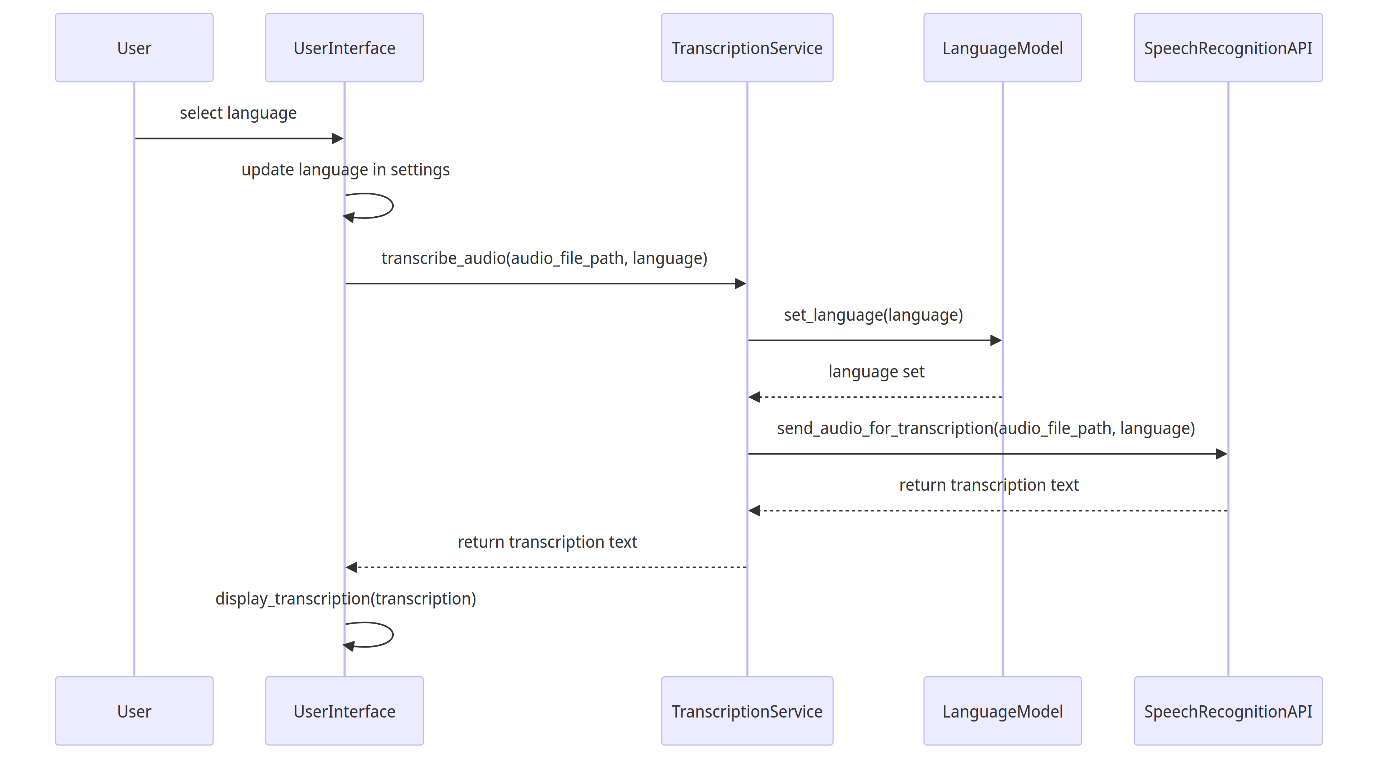 User
UserInterface
TranscriptionService
LanguageModel
SpeechRecognitionAPI
select language
update language in settings
transcribe_audio(audio_file_path, language)
set_language(language)
language set
send_audio_for_transcription(audio_file_path, language)
return transcription text
return transcription text
display_transcription(transcription)
User
UserInterface
TranscriptionService
LanguageModel
SpeechRecognitionAPI